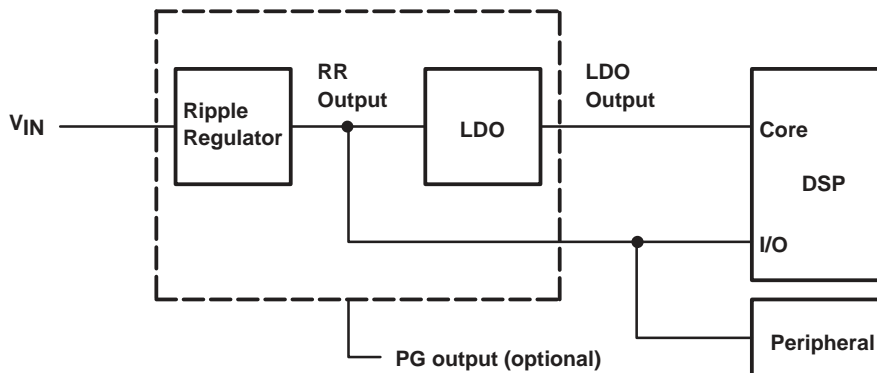 VIN
Ripple
Regulator
RR
Output
LDO
LDO
Output
Core
DSP
I/O
Peripheral
PG output (optional)